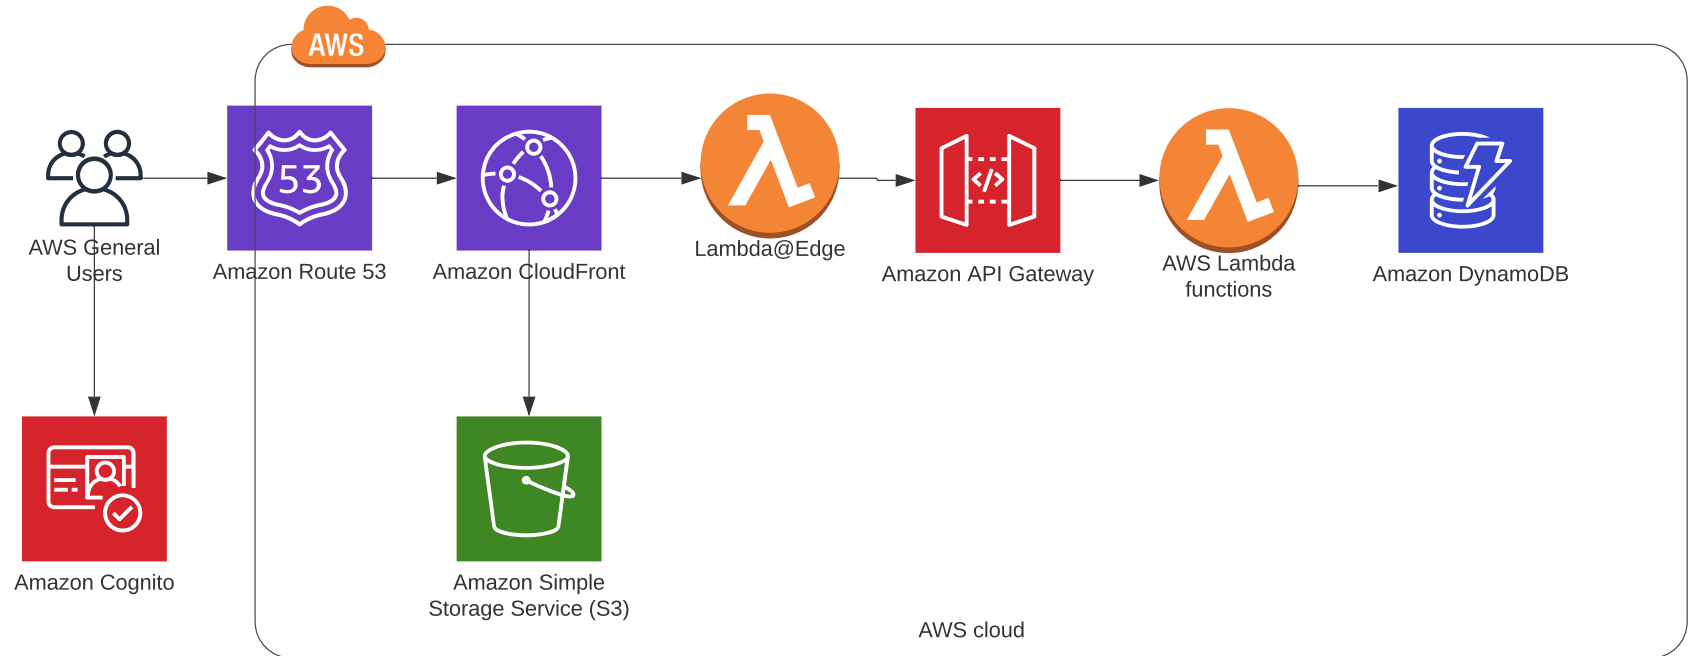 AWS
53
AWS General
Users
Amazon Route 53
Amazon CloudFront
Lambda@Edge
Amazon API Gateway
AWS Lambda
functions
Amazon DynamoDB
Amazon Cognito
Amazon Simple
Storage Service (S3)
AWS cloud